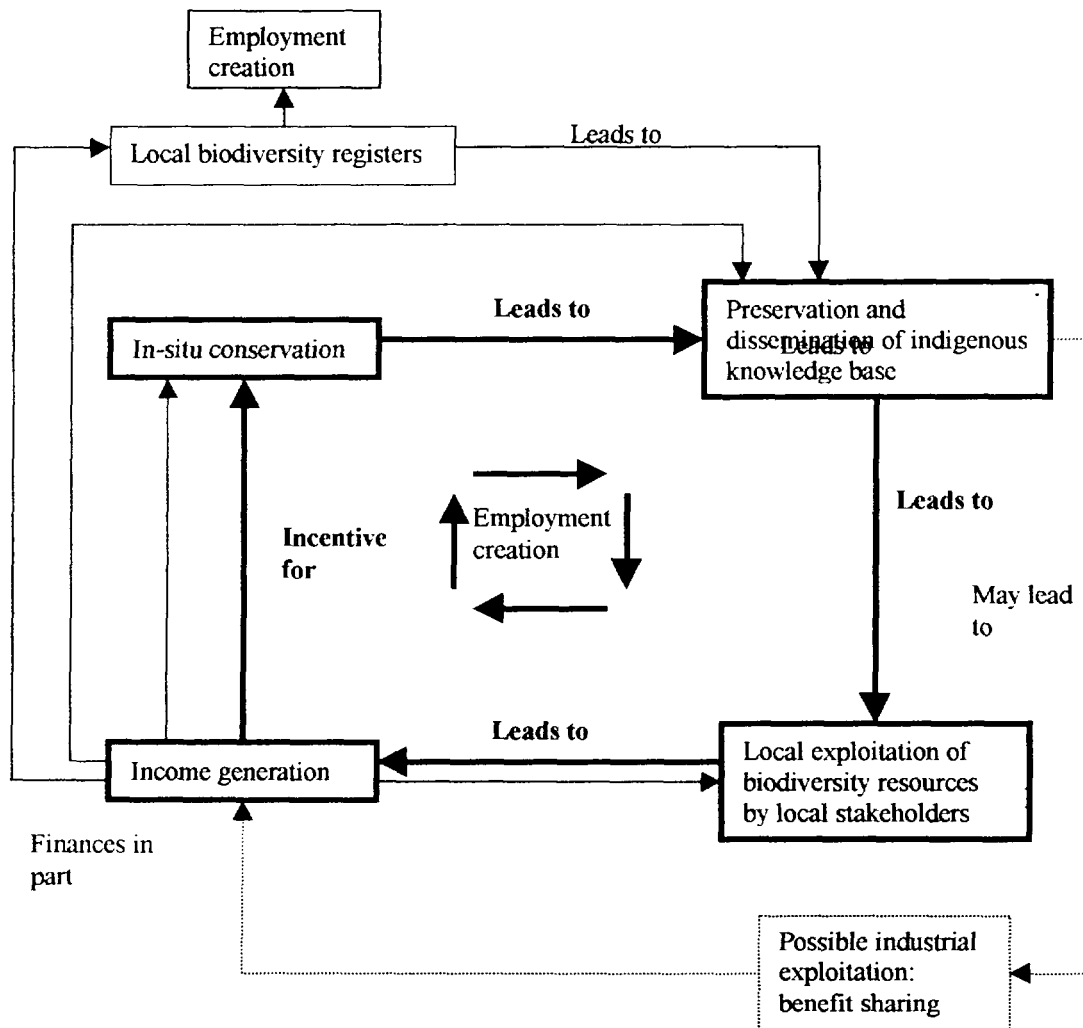 Employment
creation
Local biodiversity registers
Leads to
Leads to
In-situ conservation
Preservation and
dissemination of indigenous
Leads to
knowledge base
Leads to
Incentive
for
Employment
creation
May lead
to
Leads to
Income generation
Local exploitation of
biodiversity resources
by local stakeholders
Finances in
part
Possible industrial
exploitation:
benefit sharing